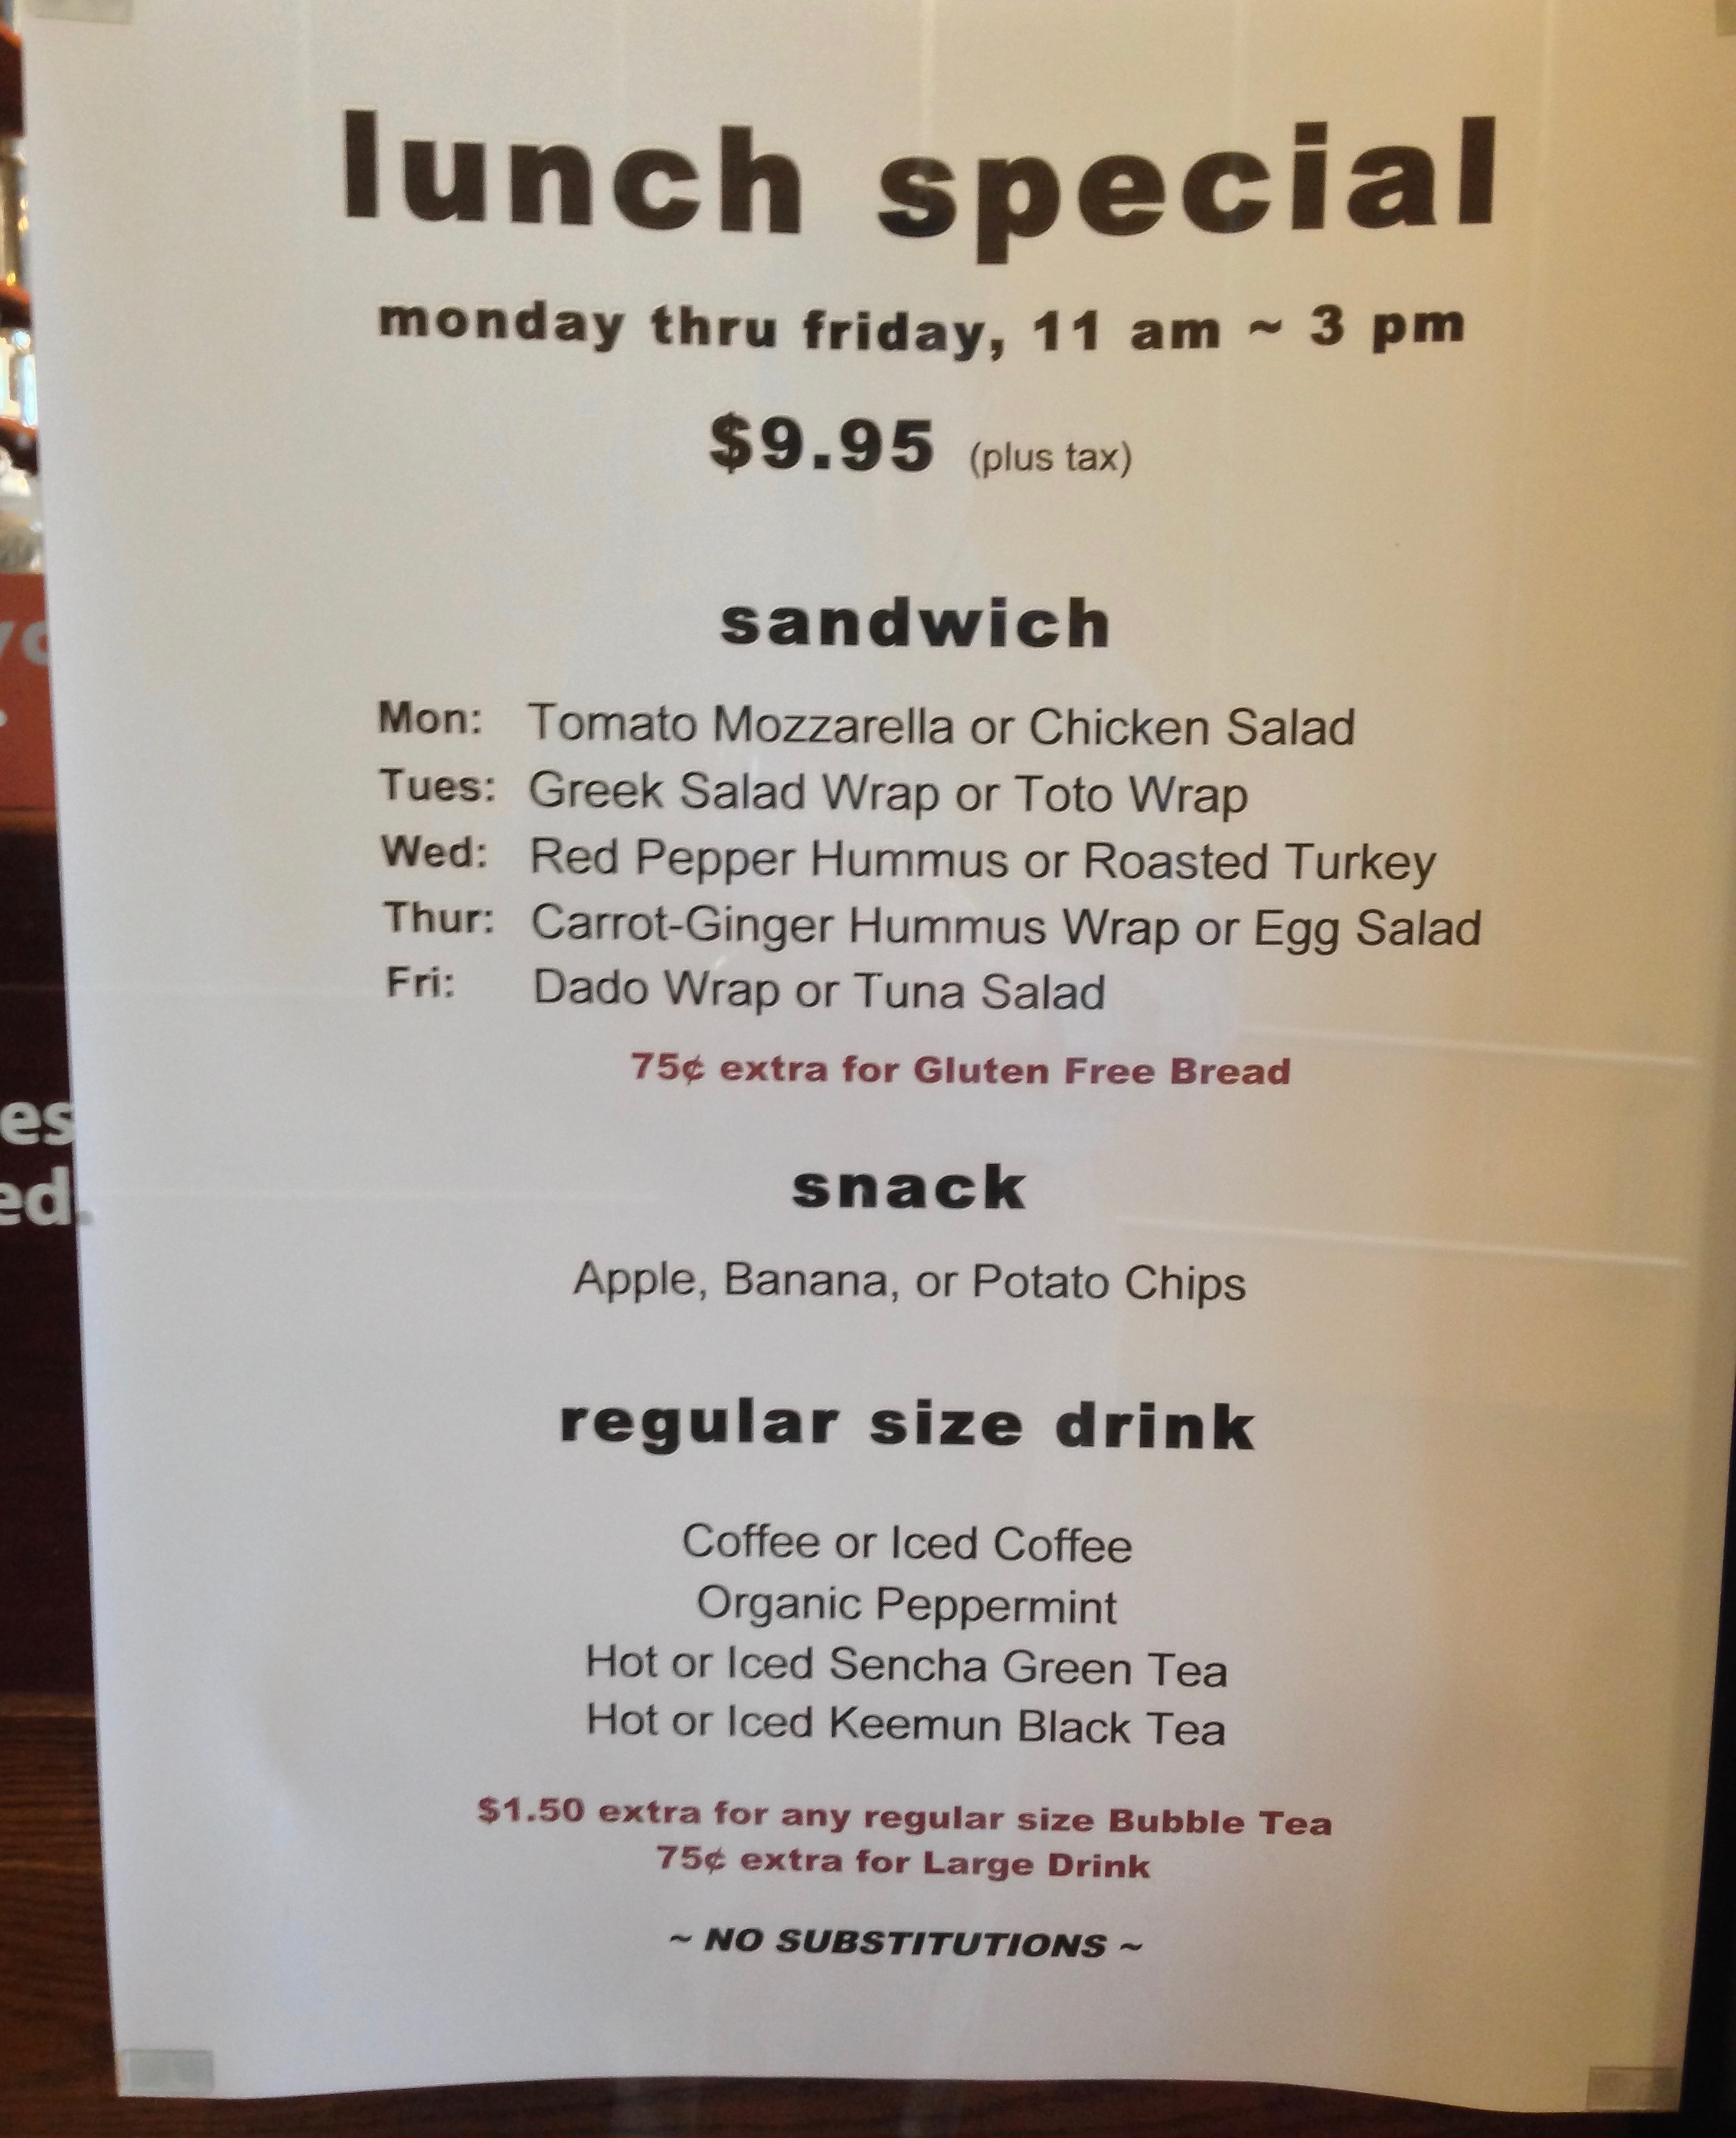 lunch special
monday thru friday, 11 am ~ 3 pm
$9.95 (plus tax)
sandwich
Mon: Tomato Mozzarella or Chicken Salad
Tues: Greek Salad Wrap or Toto Wrap
Wed: Red Pepper Hummus or Roasted Turkey
Thur: Carrot-Ginger Hummus Wrap or Egg Salad
Fri: Dado Wrap or Tuna Salad
75¢ extra for Gluten Free Bread
snack
Apple, Banana, or Potato Chips
regular size drink
Coffee or Iced Coffee
Organic Peppermint
Hot or Iced Sencha Green Tea
Hot or Iced Keemun Black Tea
$1.50 extra for any regular size Bubble Tea
75¢ extra for Large Drink
~ NO SUBSTITUTIONS ~